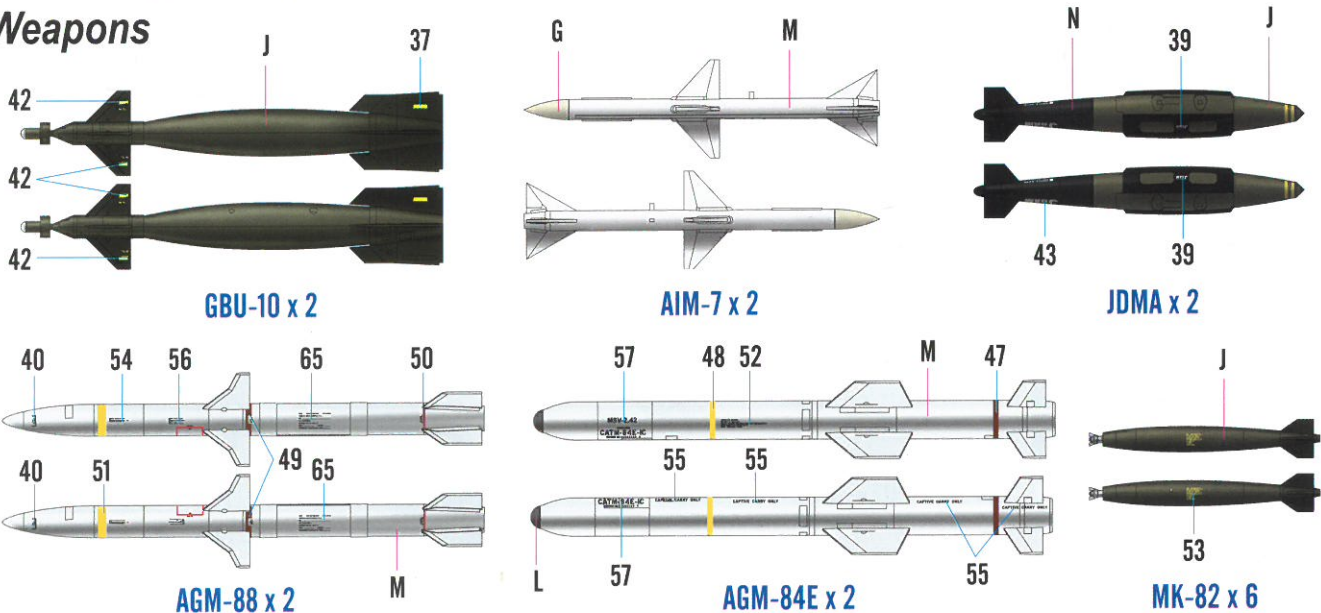 Weapons
J
37
42
42
42
GBU-10 x 2
G
M
AIM-7 x 2
N
39
J
43
39
JDMA x 2
40
54
56
65
50
40
51
49
65
M
AGM-88 x 2
57
48
52
M
47
MSV-2.42
CATM-84E-IC
55
55
CATM-84E-IC
CAPTIVE CARRY ONLY
CAPTIVE CARRY ONLY
CAPTIVE CARRY ONLY
CAPTIVE CARRY ONLY
L
57
55
AGM-84E x 2
J
53
MK-82 x 6